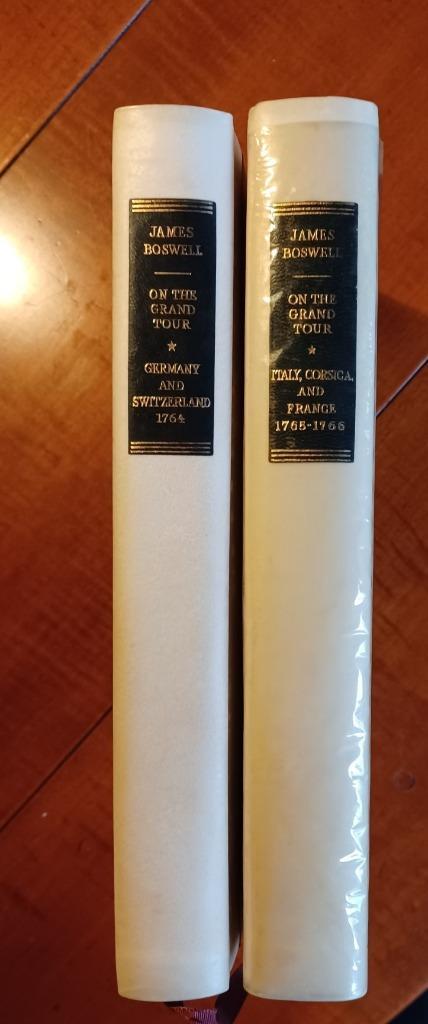 JAMES
BOSWELL
ON THE
GRAND
TOUR
GERMANY
AND
SWITZERLAND
1764
JAMES
BOSWELL
ON THE
GRAND
TOUR
ITALY, CORSICA,
AND
FRANCE
1765-1766